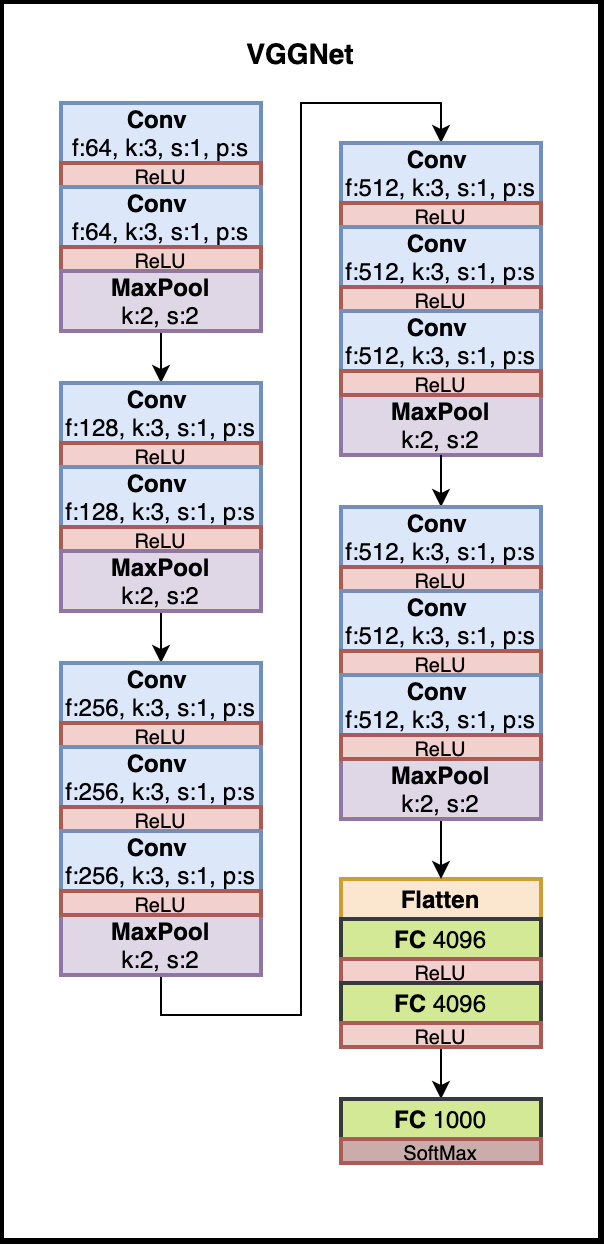 VGGNet
Conv
f:64, k:3, s:1, p:s
ReLU
Conv
f:64, k:3, s:1, p:s
ReLU
MaxPool
k:2, s:2
Conv
f:128, k:3, s:1, p:s
ReLU
Conv
f:128, k:3, s:1, p:s
ReLU
MaxPool
k:2, s:2
Conv
f:256, k:3, s:1, p:s
ReLU
Conv
f:256, k:3, s:1, p:s
ReLU
Conv
f:256, k:3, s:1, p:s
ReLU
MaxPool
k:2, s:2
Conv
f:512, k:3, s:1, p:s
ReLU
Conv
f:512, k:3, s:1, p:s
ReLU
Conv
f:512, k:3, s:1, p:s
ReLU
MaxPool
k:2, s:2
Conv
f:512, k:3, s:1, p:s
ReLU
Conv
f:512, k:3, s:1, p:s
ReLU
Conv
f:512, k:3, s:1, p:s
ReLU
MaxPool
k:2, s:2
Flatten
FC 4096
ReLU
FC 4096
ReLU
FC 1000
SoftMax